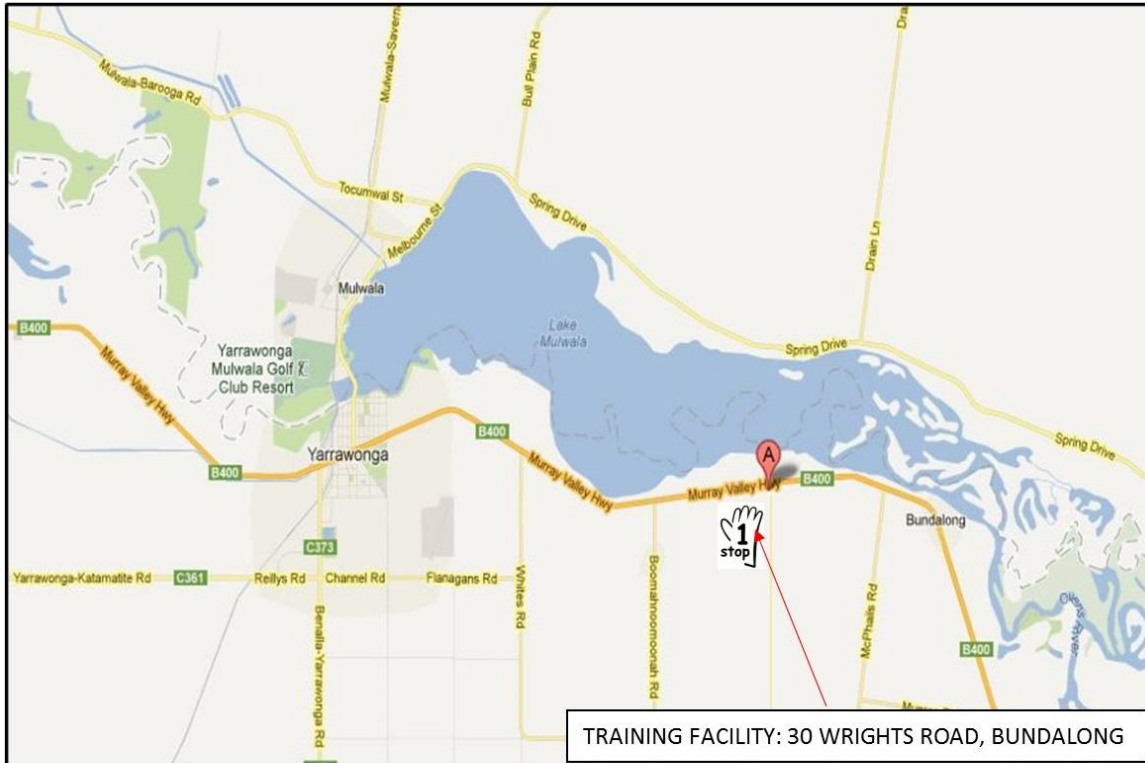 Mulwala-Barooga Rd
Mulwala-Savern
Bull Plain Rd
Drai
Tocumwal St
Melbourne St
Spring Drive
Drain Ln
Mulwala
B400
Murray Valley Hwy
Yarrawonga
Mulwala Golf
Club Resort
Lake
Mulwala
Spring Drive
Spring Drive
B400
Yarrawonga
B400
Murray Valley Hwy
A
Murray Valley Hwy
B400
Bundalong
1
stop
C373
Yarrawonga-Katamatite Rd
C361
Reillys Rd
Channel Rd
Flanagans Rd
Whites Rd
Boomahnoomoonah Rd
McPhails Rd
Ovens River
Benalla-Yarrawonga Rd
B400
TRAINING FACILITY: 30 WRIGHTS ROAD, BUNDALONG